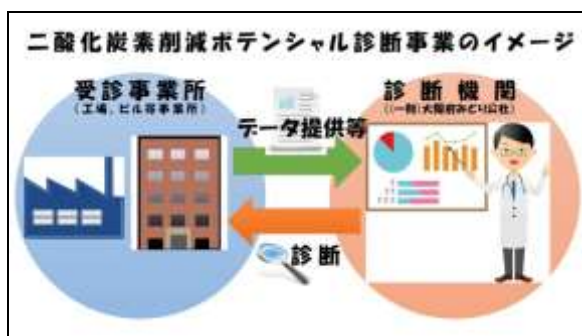 二酸化炭素削減ポテンシャル診断事業のイメージ
受診事業所
(工場、ビル等事業所)
データ提供等
診断機関
((一財)大阪府みどり公社)
診断